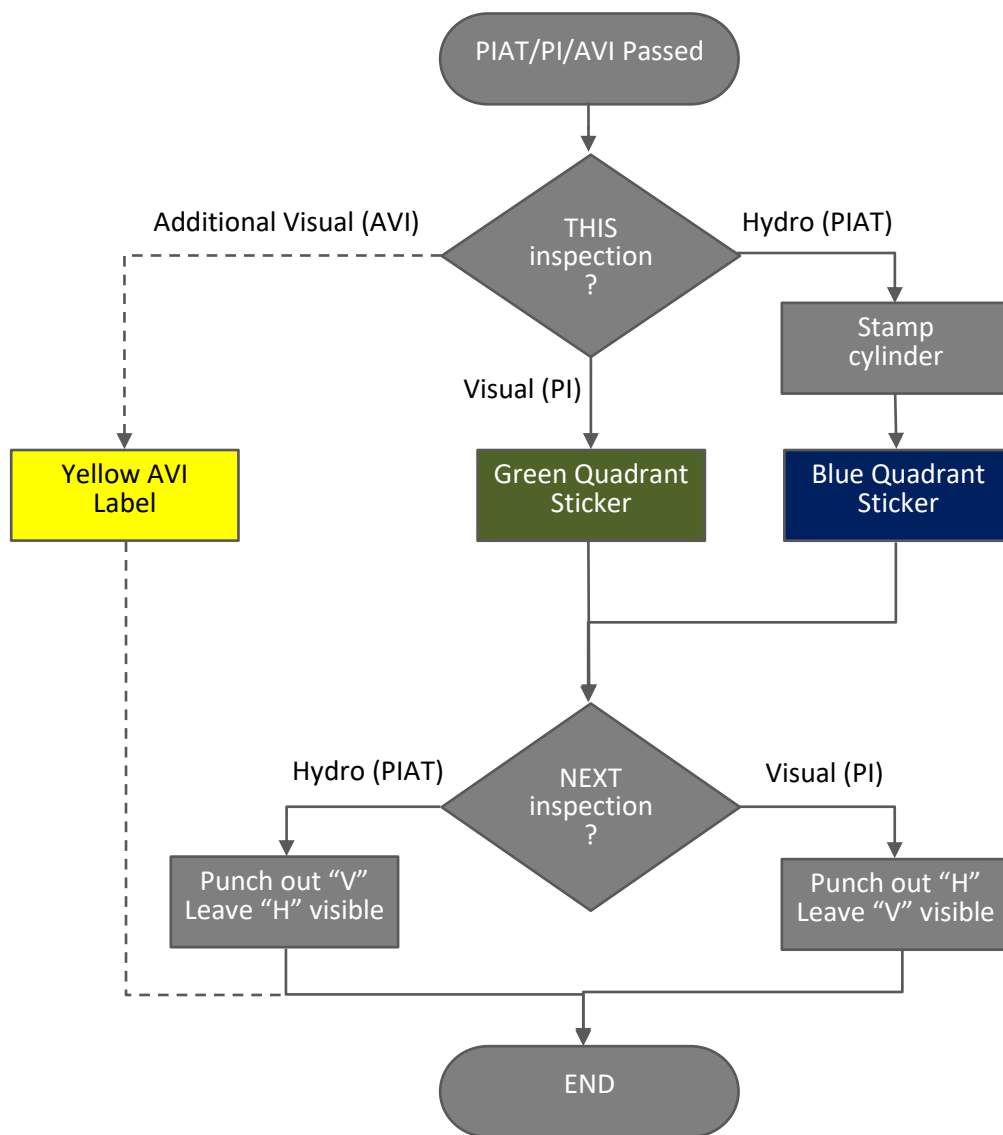 PIAT/PI/AVI Passed
THIS
inspection
?
Additional Visual (AVI)
Hydro (PIAT)
Stamp
cylinder
Visual (PI)
Yellow AVI
Label
Green Quadrant
Sticker
Blue Quadrant
Sticker
NEXT
inspection
?
Hydro (PIAT)
Visual (PI)
Punch out “V”
Leave “H” visible
Punch out “H”
Leave “V” visible
END